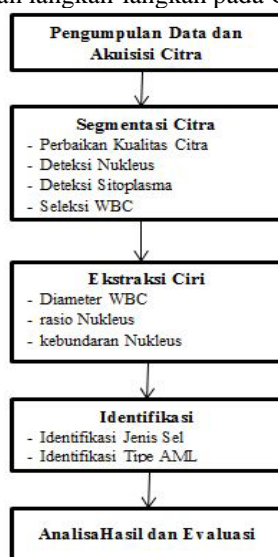 Pengumpulan Data dan
Akuisisi Citra
Segmentasi Citra
- Perbaikan Kualitas Citra
- Deteksi Nukleus
- Deteksi Sitoplasma
- Seleksi WBC
Ekstraksi Ciri
- Diameter WBC
- rasio Nukleus
- kebundaran Nukleus
Identifikasi
- Identifikasi Jenis Sel
- Identifikasi Tipe AML
AnalisaHasil dan Evaluasi